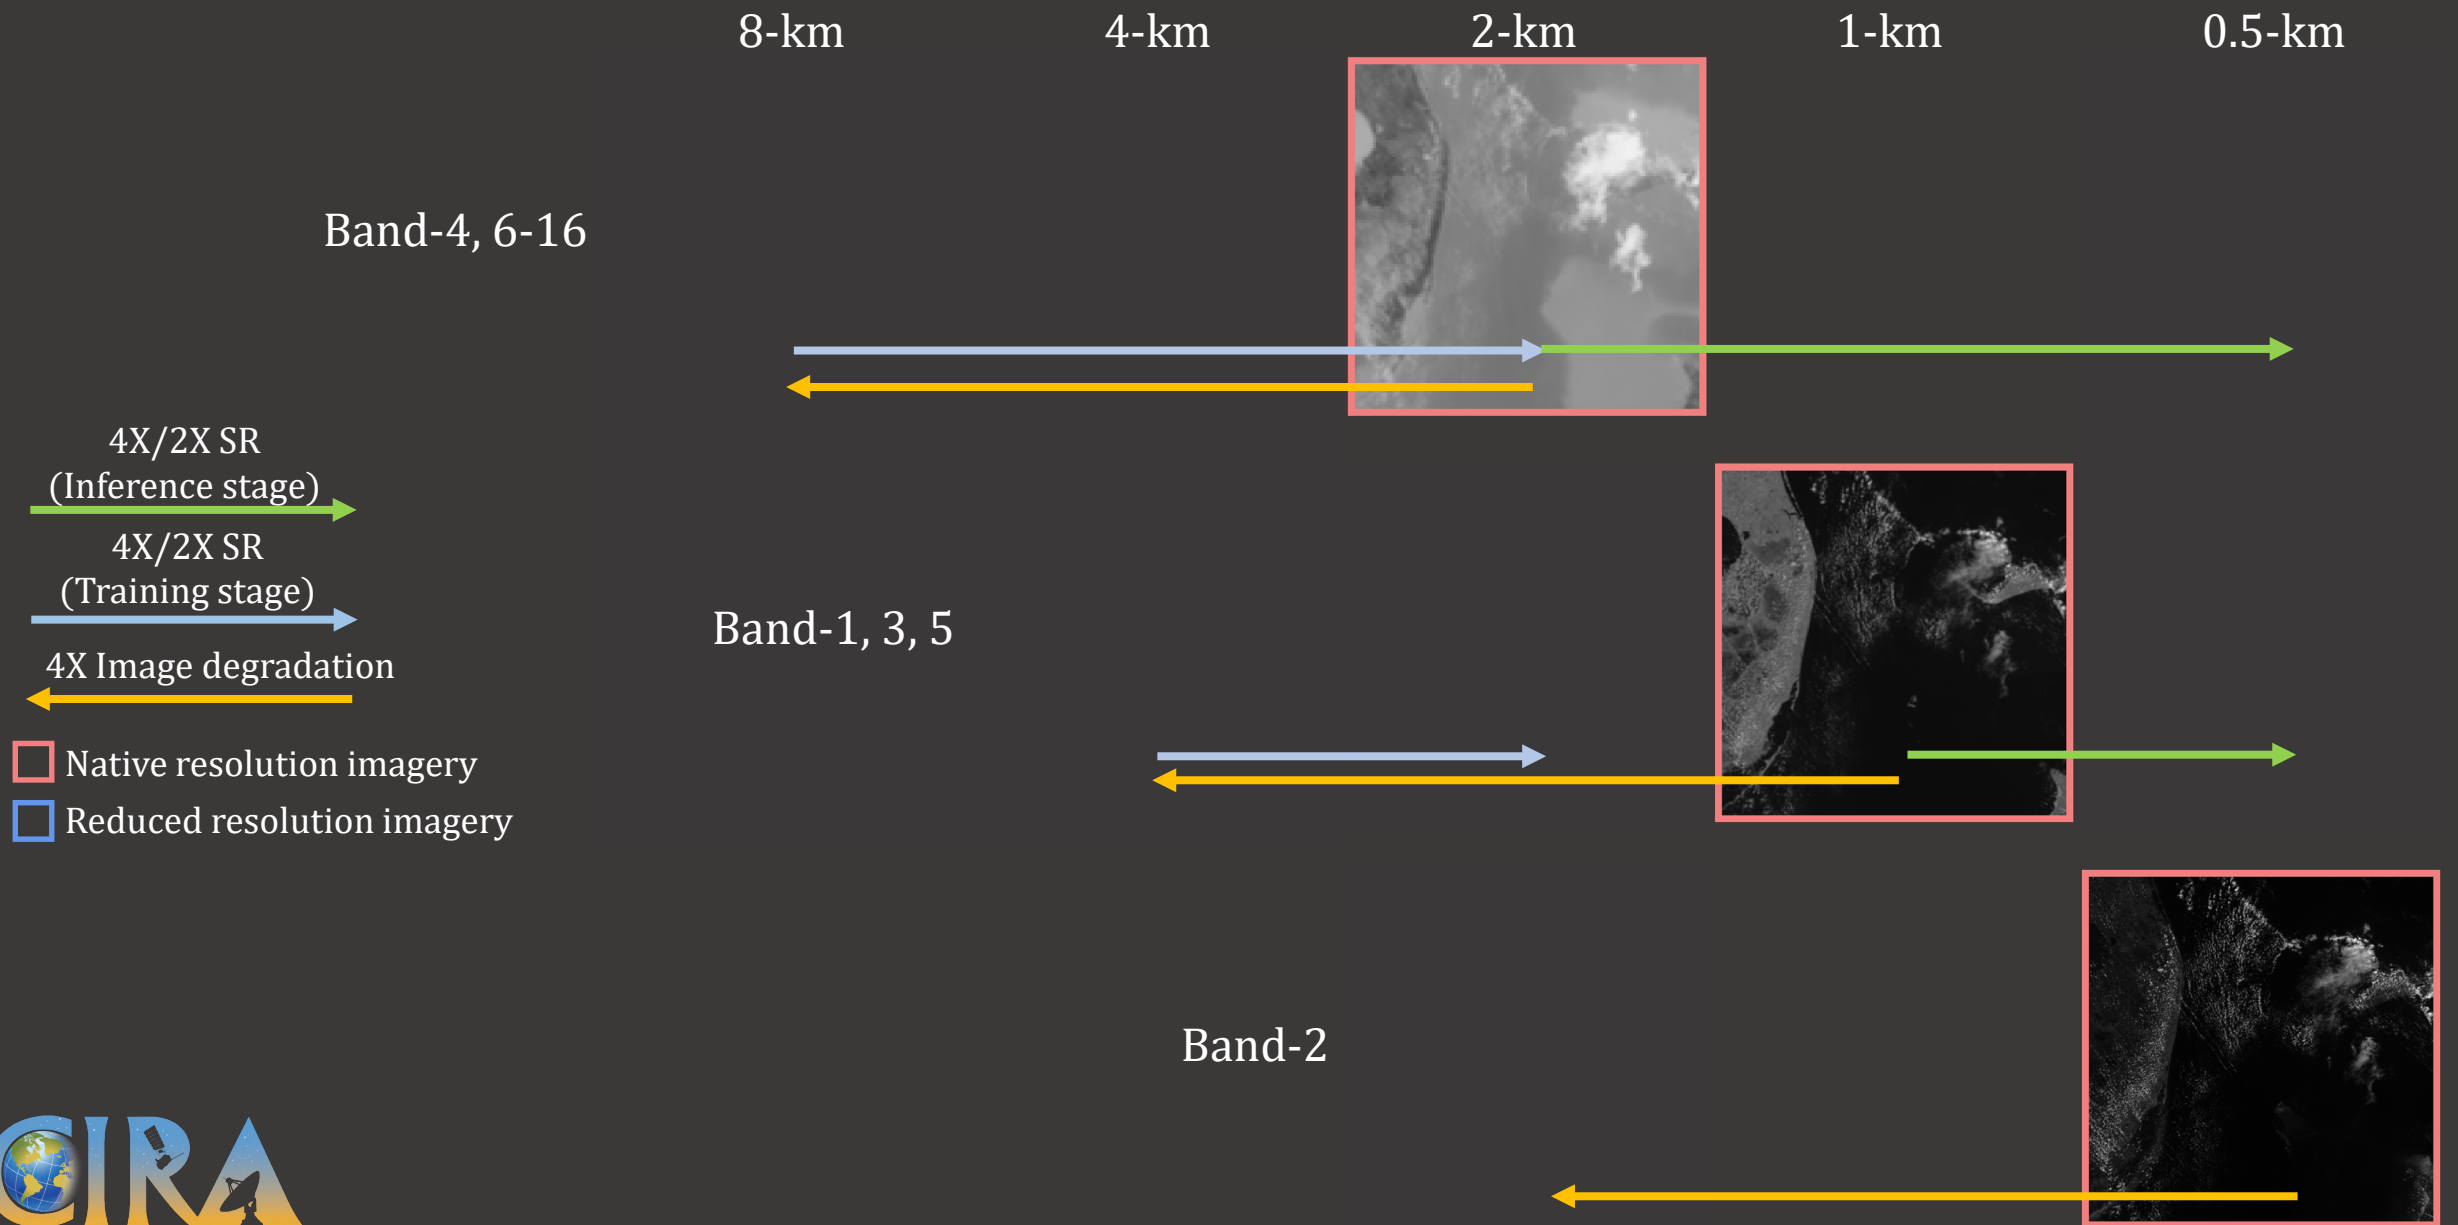 8-km 4-km 2-km 1-km 0.5-km
Band-4, 6-16
4X/2X SR
(Inference stage)
4X/2X SR
(Training stage)
4X Image degradation
Native resolution imagery
Reduced resolution imagery
Band-1, 3, 5
Band-2
CIRA